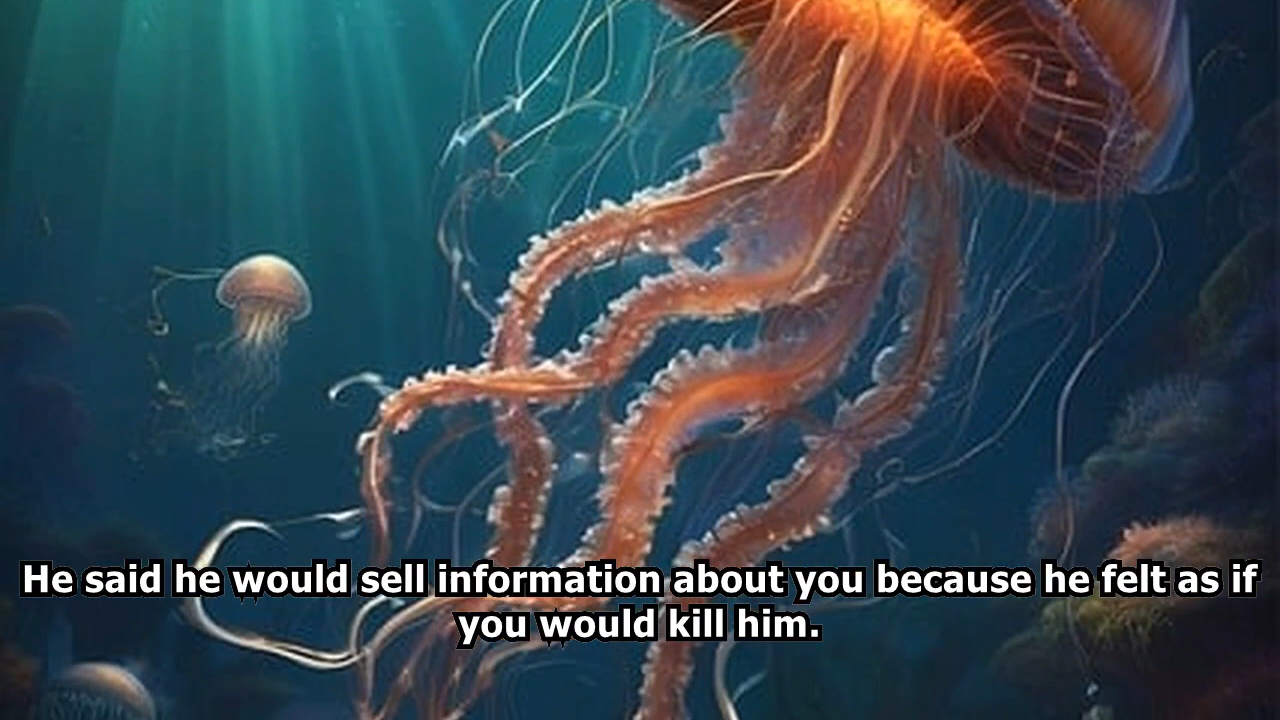 He said he would sell information about you because he felt as if
you would kill him.